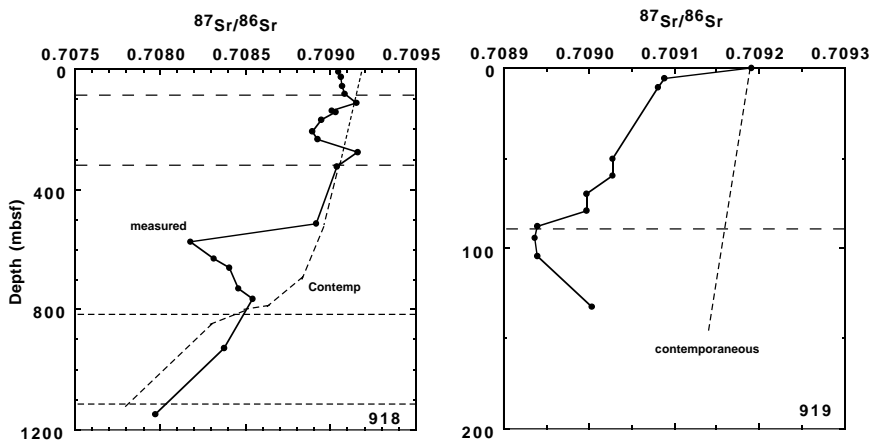 87Sr/86Sr
0.7075 0.7080 0.7085 0.7090 0.7095
0
400
800
1200
Depth (mbsf)
measured
Contemp
918
87Sr/86Sr
0.7089 0.7090 0.7091 0.7092 0.7093
0
100
200
contemporaneous
919